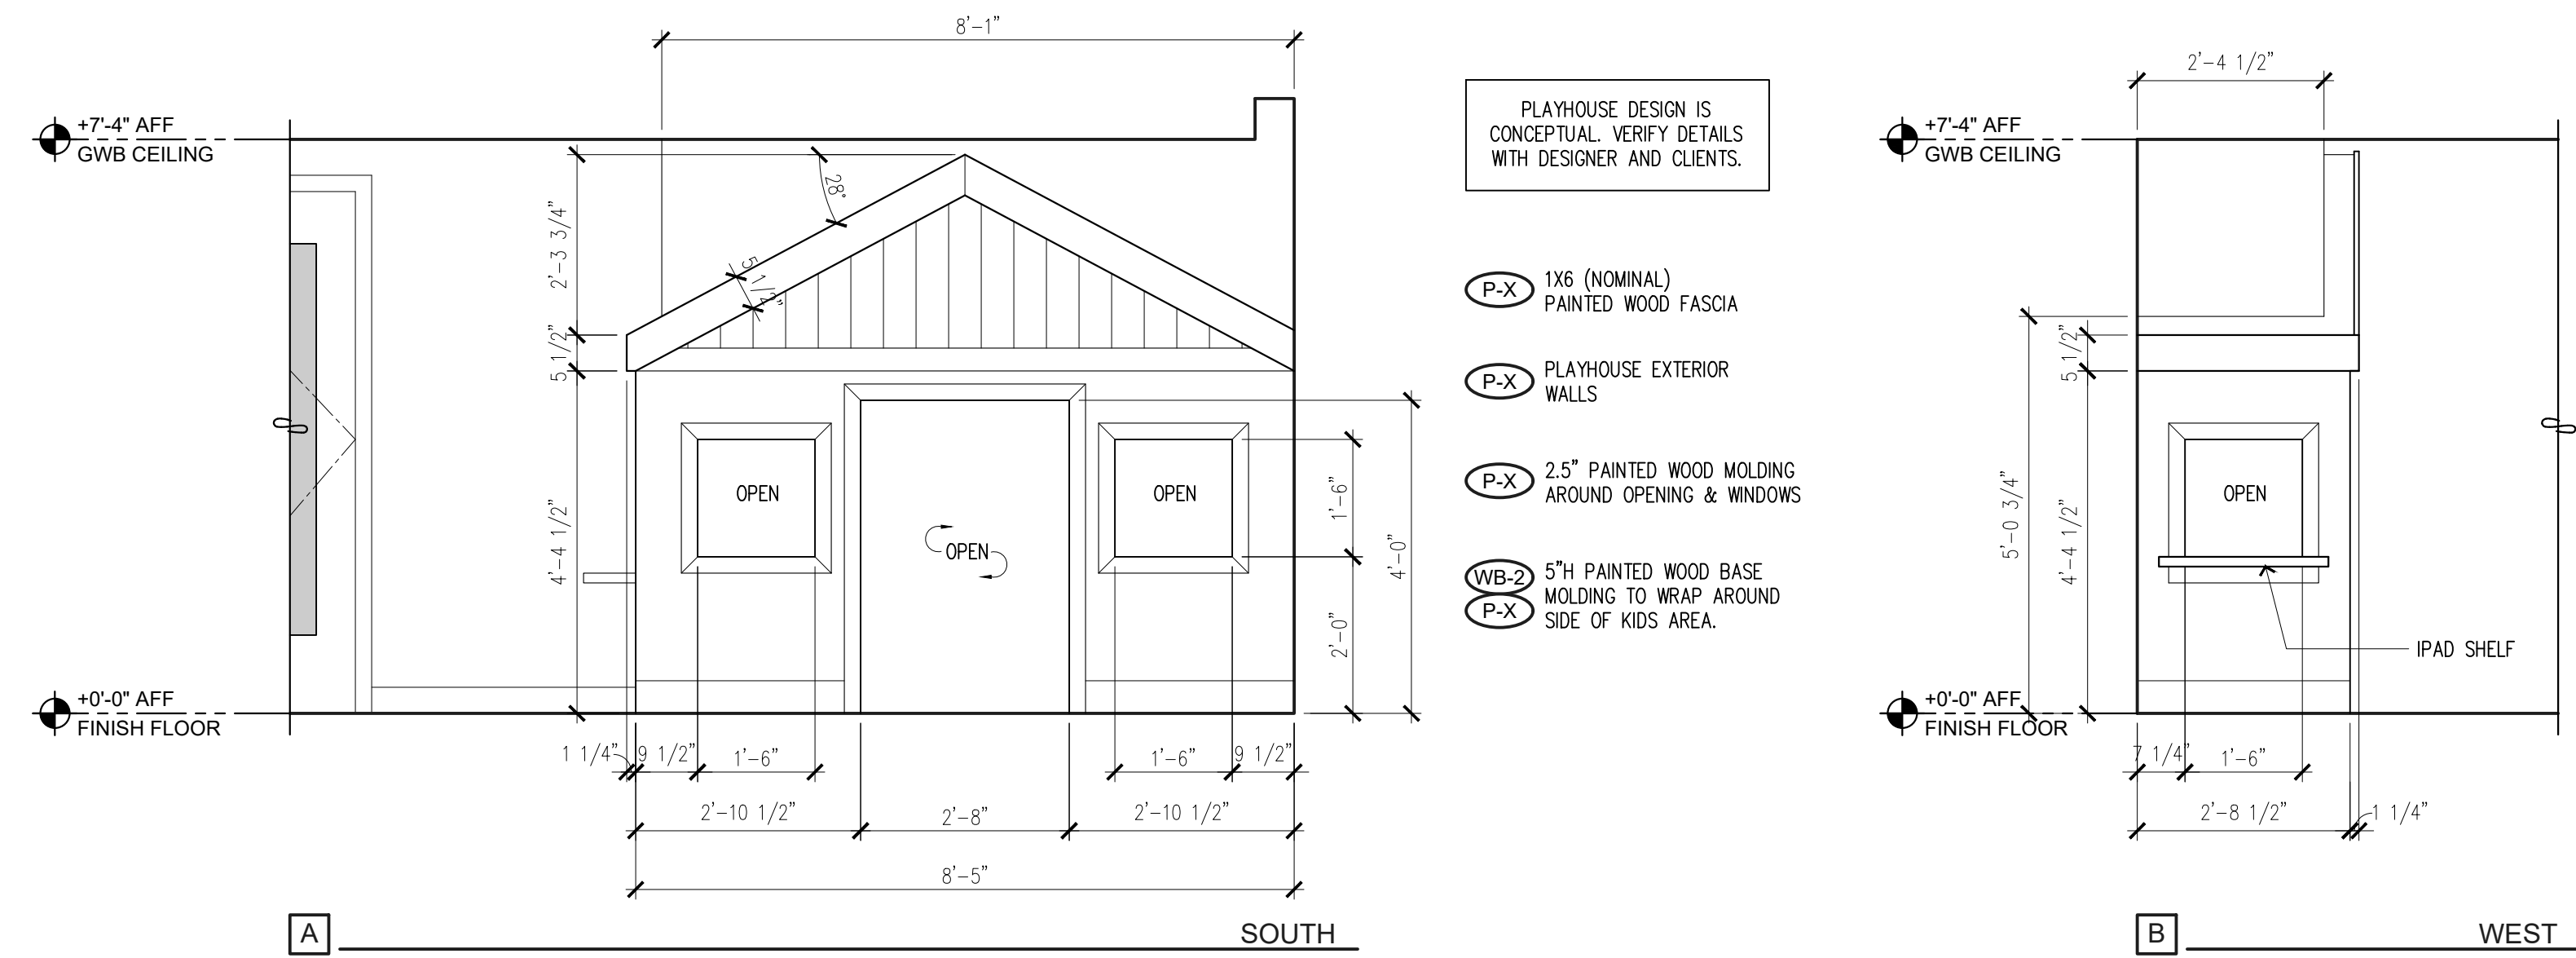 8'-1"
+7'-4" AFF
GWB CEILING
28°
2'-3 3/4"
5 1/2"
5 1/2"
4'-4 1/2"
OPEN
OPEN
OPEN
1'-6"
2'-0"
4'-0"
+0'-0" AFF
FINISH FLOOR
1 1/4"
9 1/2"
1'-6"
1'-6"
9 1/2"
2'-10 1/2"
2'-8"
2'-10 1/2"
8'-5"
A
SOUTH
PLAYHOUSE DESIGN IS
CONCEPTUAL. VERIFY DETAILS
WITH DESIGNER AND CLIENTS.
P-X
1X6 (NOMINAL)
PAINTED WOOD FASCIA
P-X
PLAYHOUSE EXTERIOR
WALLS
P-X
2.5" PAINTED WOOD MOLDING
AROUND OPENING & WINDOWS
WB-2
P-X
5"H PAINTED WOOD BASE
MOLDING TO WRAP AROUND
SIDE OF KIDS AREA.
2'-4 1/2"
+7'-4" AFF
GWB CEILING
5 1/2"
5'-0 3/4"
4'-4 1/2"
OPEN
IPAD SHELF
+0'-0" AFF
FINISH FLOOR
7 1/4"
1'-6"
2'-8 1/2"
1 1/4"
B
WEST